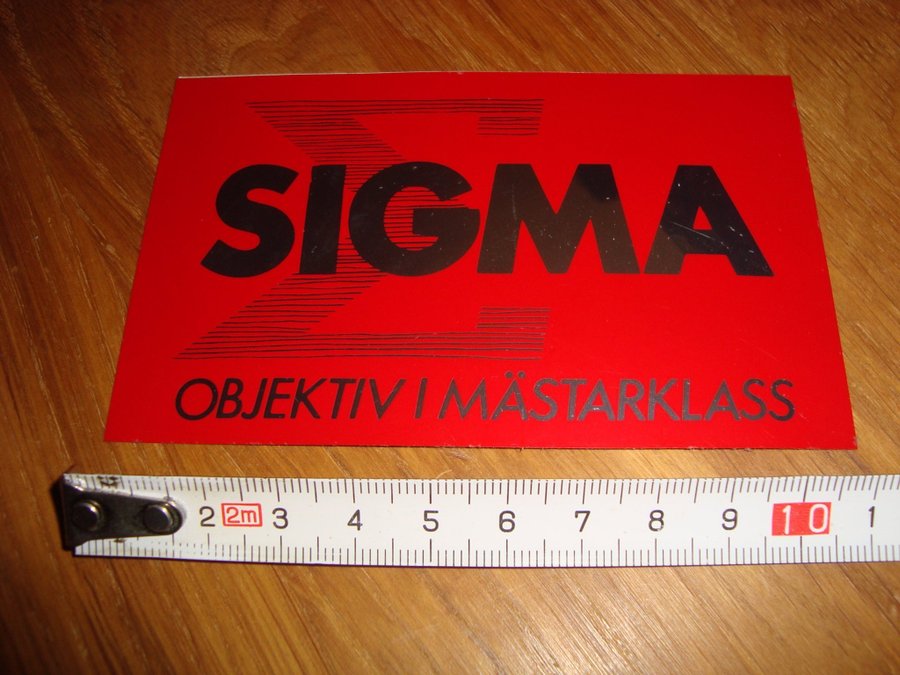 SIGMA
OBJEKTIV I MÄSTARKLASS
2 2m 3 4 5 6 7 8 9 10 1